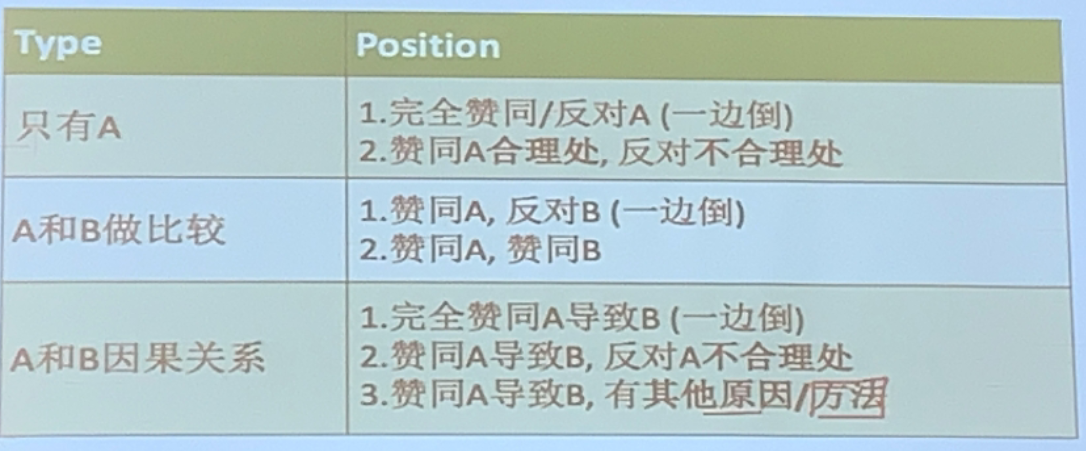 Type
Position
只有A
1.完全赞同/反对A (一边倒)
2.赞同A合理处, 反对不合理处
A和B做比较
1.赞同A, 反对B (一边倒)
2.赞同A, 赞同B
A和B因果关系
1.完全赞同A导致B (一边倒)
2.赞同A导致B, 反对A不合理处
3.赞同A导致B, 有其他原因/方法